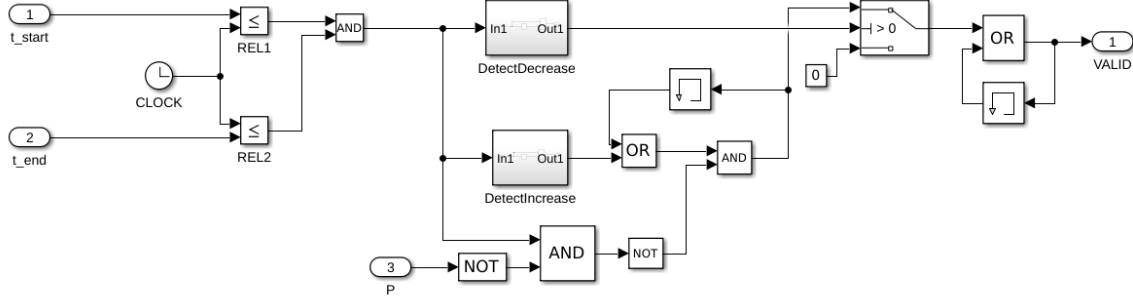 1
t_start
≤
REL1
AND
In1 Out1
DetectDecrease
> 0
OR
1
VALID
CLOCK
0
2
t_end
≤
REL2
In1 Out1
DetectIncrease
OR
AND
3
P
NOT
AND
NOT